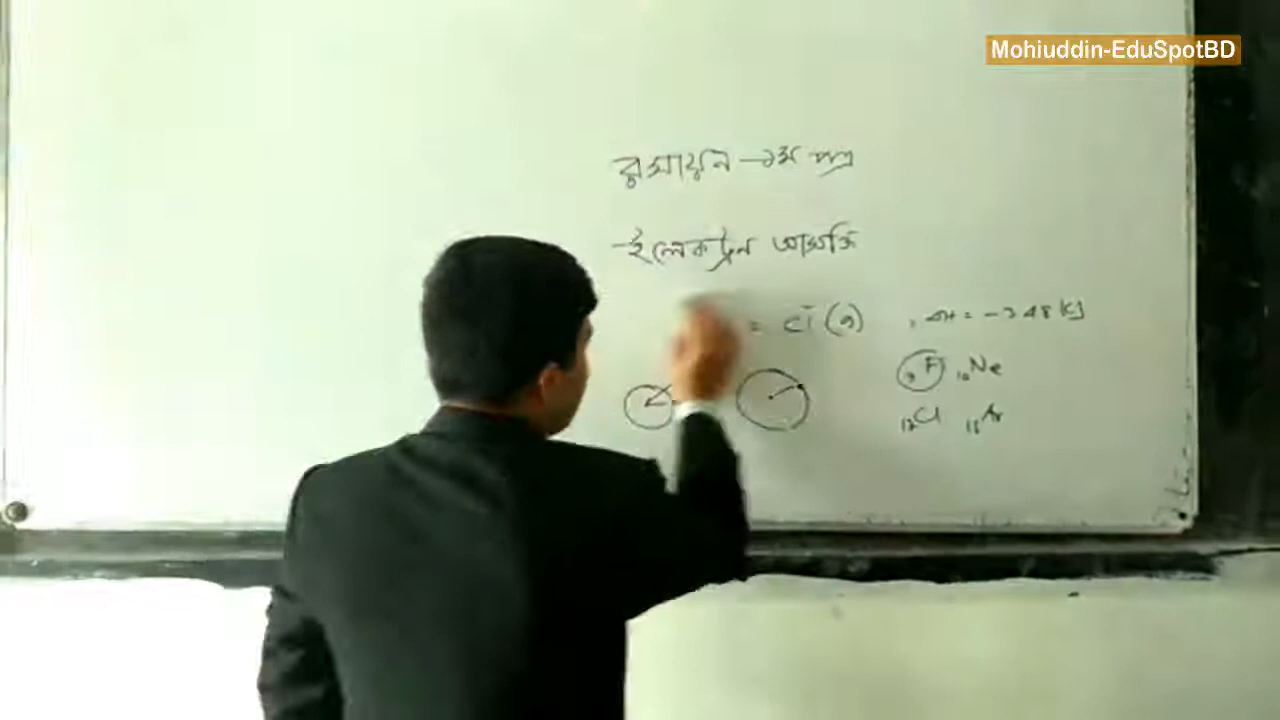 Mohiuddin-EduSpotBD
রসায়ন - ১ম পত্র
ইলেকট্রন আসক্তি
= Cl⁻(g) , ΔH = -348 kJ
₉F ₁₀Ne
₁₇Cl ₁₈Ar